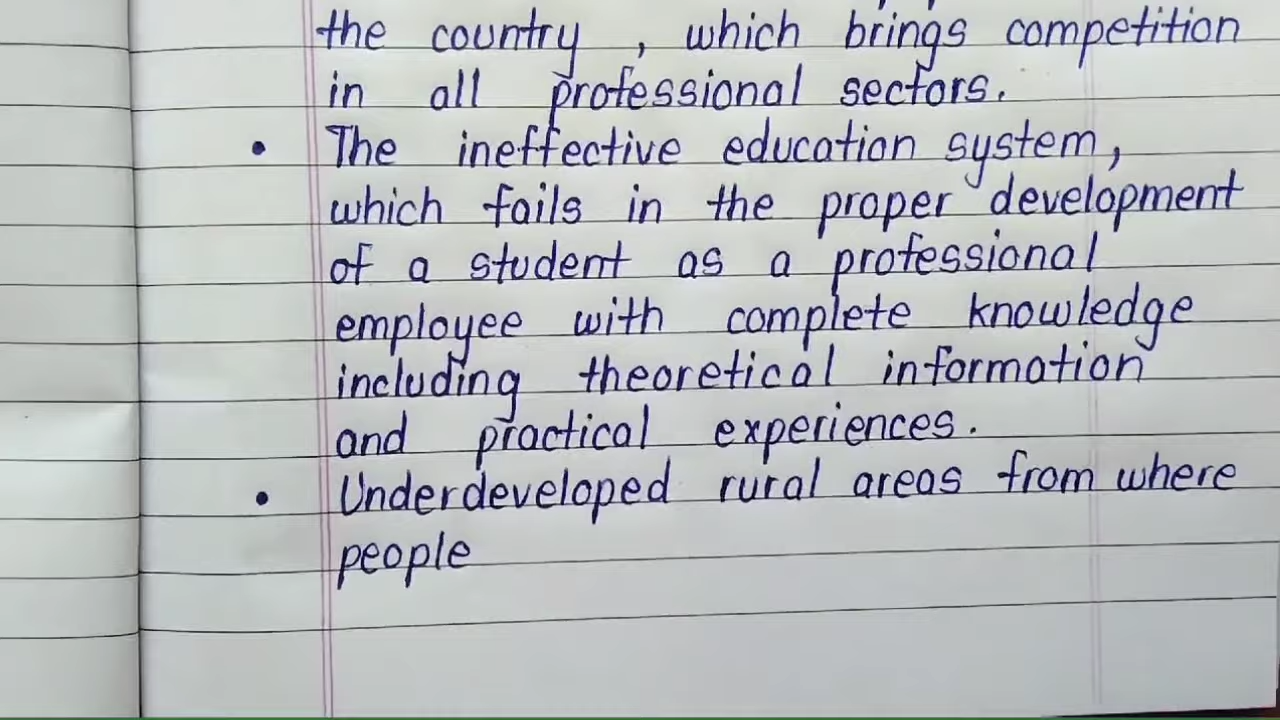 the country , which brings competition
in all professional sectors.
• The ineffective education system,
which fails in the proper development
of a student as a professional
employee with complete knowledge
including theoretical information
and practical experiences.
• Underdeveloped rural areas from where
people